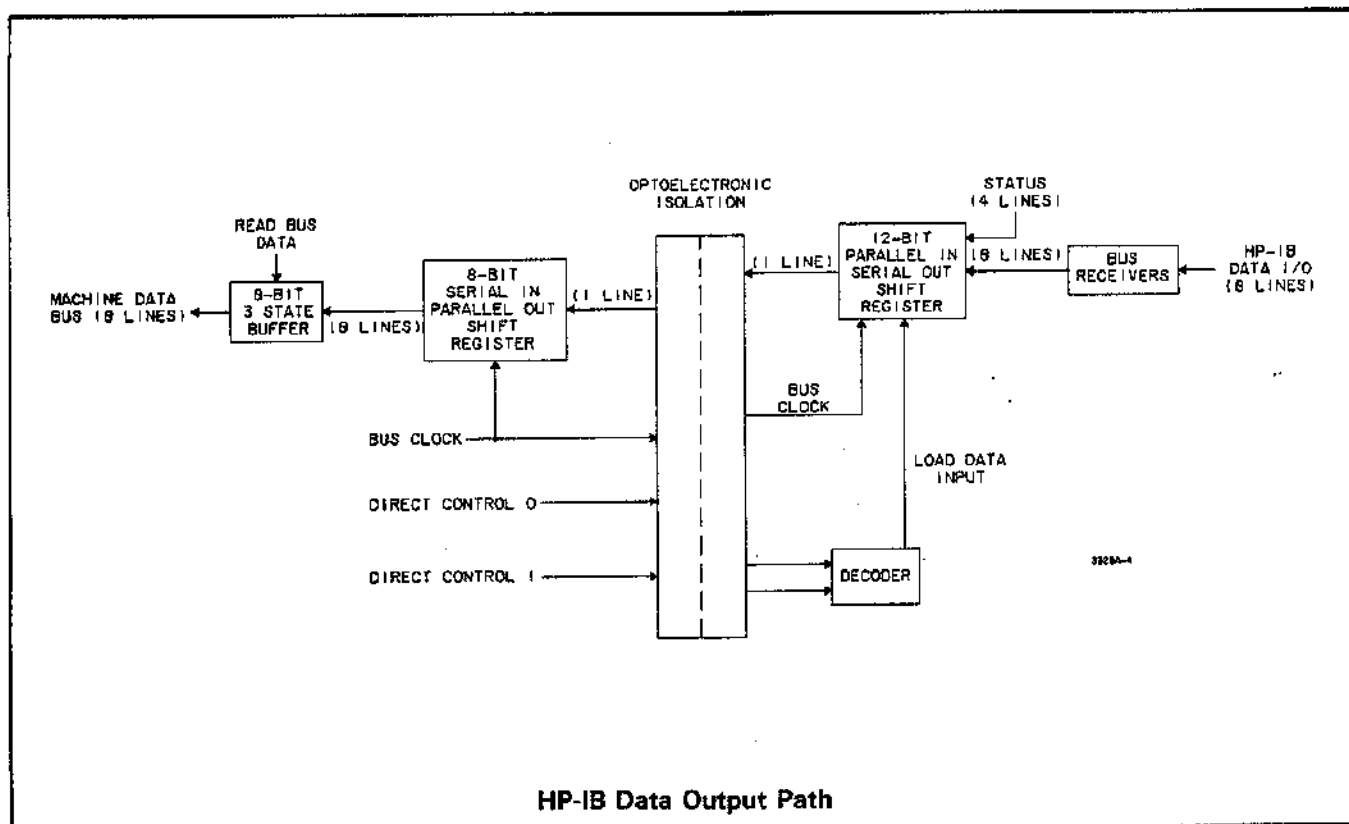 OPTOELECTRONIC
ISOLATION
STATUS
(4 LINES)
READ BUS
DATA
12-BIT
PARALLEL IN
SERIAL OUT
SHIFT
REGISTER
(1 LINE)
(8 LINES)
BUS
RECEIVERS
HP-IB
DATA I/O
(8 LINES)
MACHINE DATA
BUS (8 LINES)
8-BIT
3 STATE
BUFFER
(8 LINES)
8-BIT
SERIAL IN
PARALLEL OUT
SHIFT
REGISTER
(1 LINE)
BUS
CLOCK
BUS CLOCK
LOAD DATA
INPUT
DIRECT CONTROL 0
DIRECT CONTROL 1
DECODER
HP-IB Data Output Path